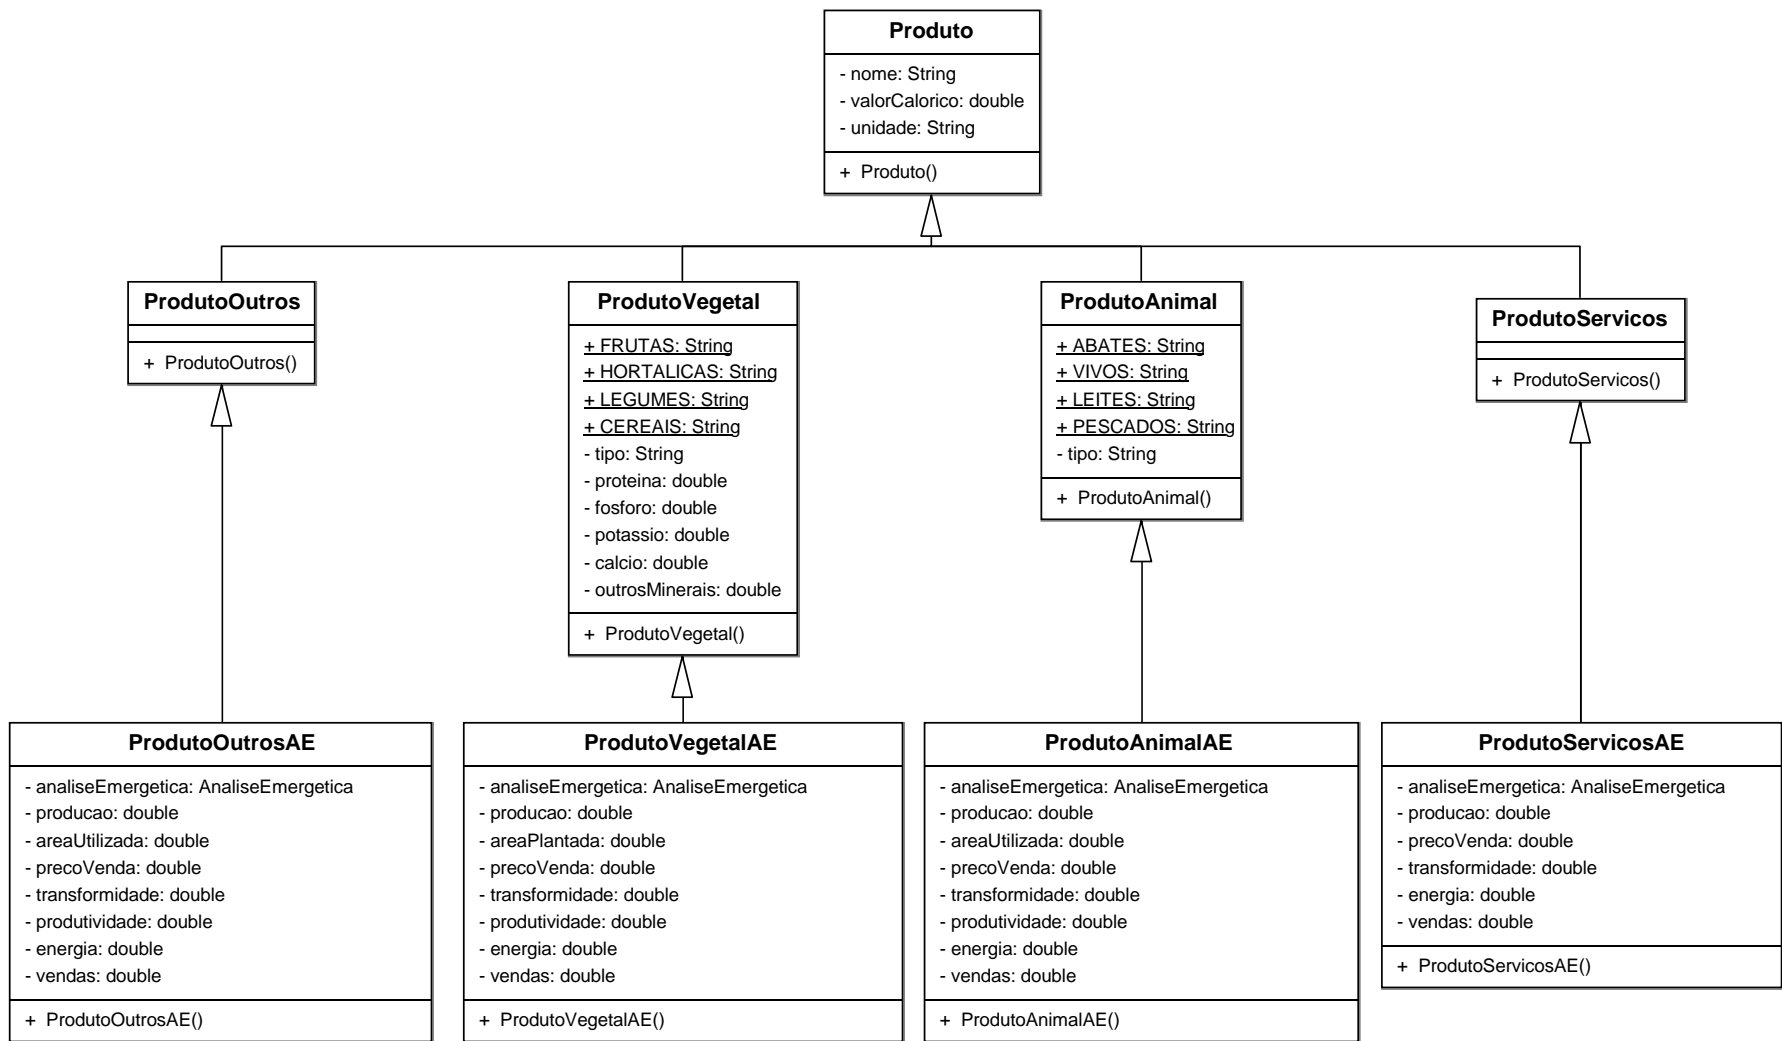 Produto
- nome: String
- valorCalorico: double
- unidade: String
+ Produto()
ProdutoOutros
+ ProdutoOutros()
ProdutoVegetal
+ FRUTAS: String
+ HORTALICAS: String
+ LEGUMES: String
+ CEREAIS: String
- tipo: String
- proteina: double
- fosforo: double
- potassio: double
- calcio: double
- outrosMinerais: double
+ ProdutoVegetal()
ProdutoAnimal
+ ABATES: String
+ VIVOS: String
+ LEITES: String
+ PESCADOS: String
- tipo: String
+ ProdutoAnimal()
ProdutoServicos
+ ProdutoServicos()
ProdutoOutrosAE
- analiseEmergetica: AnaliseEmergetica
- producao: double
- areaUtilizada: double
- precoVenda: double
- transformidade: double
- produtividade: double
- energia: double
- vendas: double
+ ProdutoOutrosAE()
ProdutoVegetalAE
- analiseEmergetica: AnaliseEmergetica
- producao: double
- areaPlantada: double
- precoVenda: double
- transformidade: double
- produtividade: double
- energia: double
- vendas: double
+ ProdutoVegetalAE()
ProdutoAnimalAE
- analiseEmergetica: AnaliseEmergetica
- producao: double
- areaUtilizada: double
- precoVenda: double
- transformidade: double
- produtividade: double
- energia: double
- vendas: double
+ ProdutoAnimalAE()
ProdutoServicosAE
- analiseEmergetica: AnaliseEmergetica
- producao: double
- precoVenda: double
- transformidade: double
- energia: double
- vendas: double
+ ProdutoServicosAE()